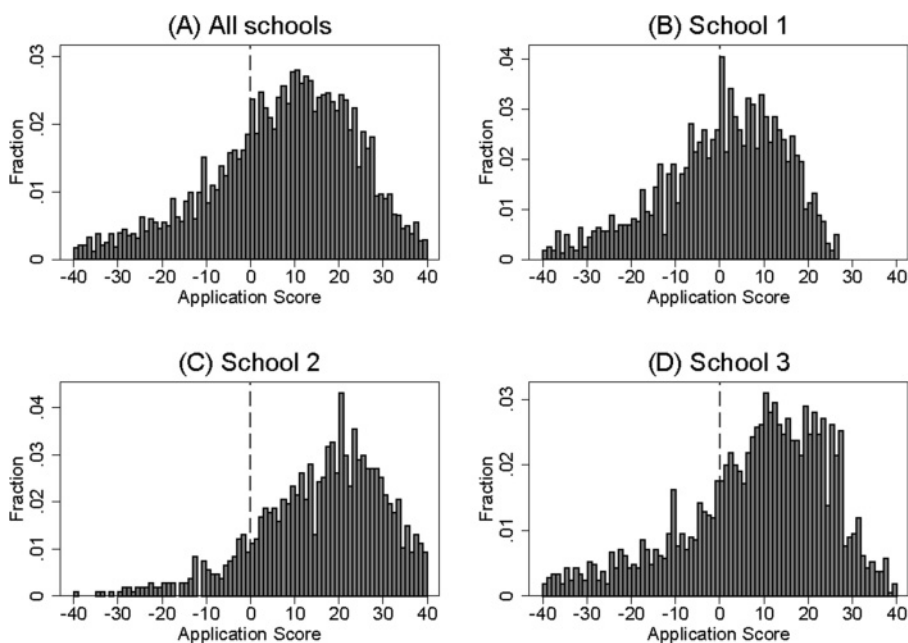 (A) All schools
.03
.02
.01
0
Fraction
-40 -30 -20 -10 0 10 20 30 40
Application Score
(B) School 1
.04
.03
.02
.01
0
Fraction
-40 -30 -20 -10 0 10 20 30 40
Application Score
(C) School 2
.04
.03
.02
.01
0
Fraction
-40 -30 -20 -10 0 10 20 30 40
Application Score
(D) School 3
.03
.02
.01
0
Fraction
-40 -30 -20 -10 0 10 20 30 40
Application Score